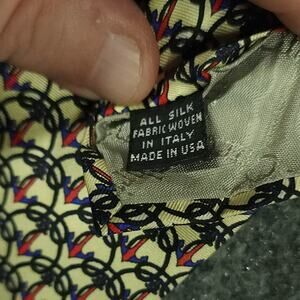 ALL SILK
FABRIC WOVEN
IN ITALY
MADE IN USA